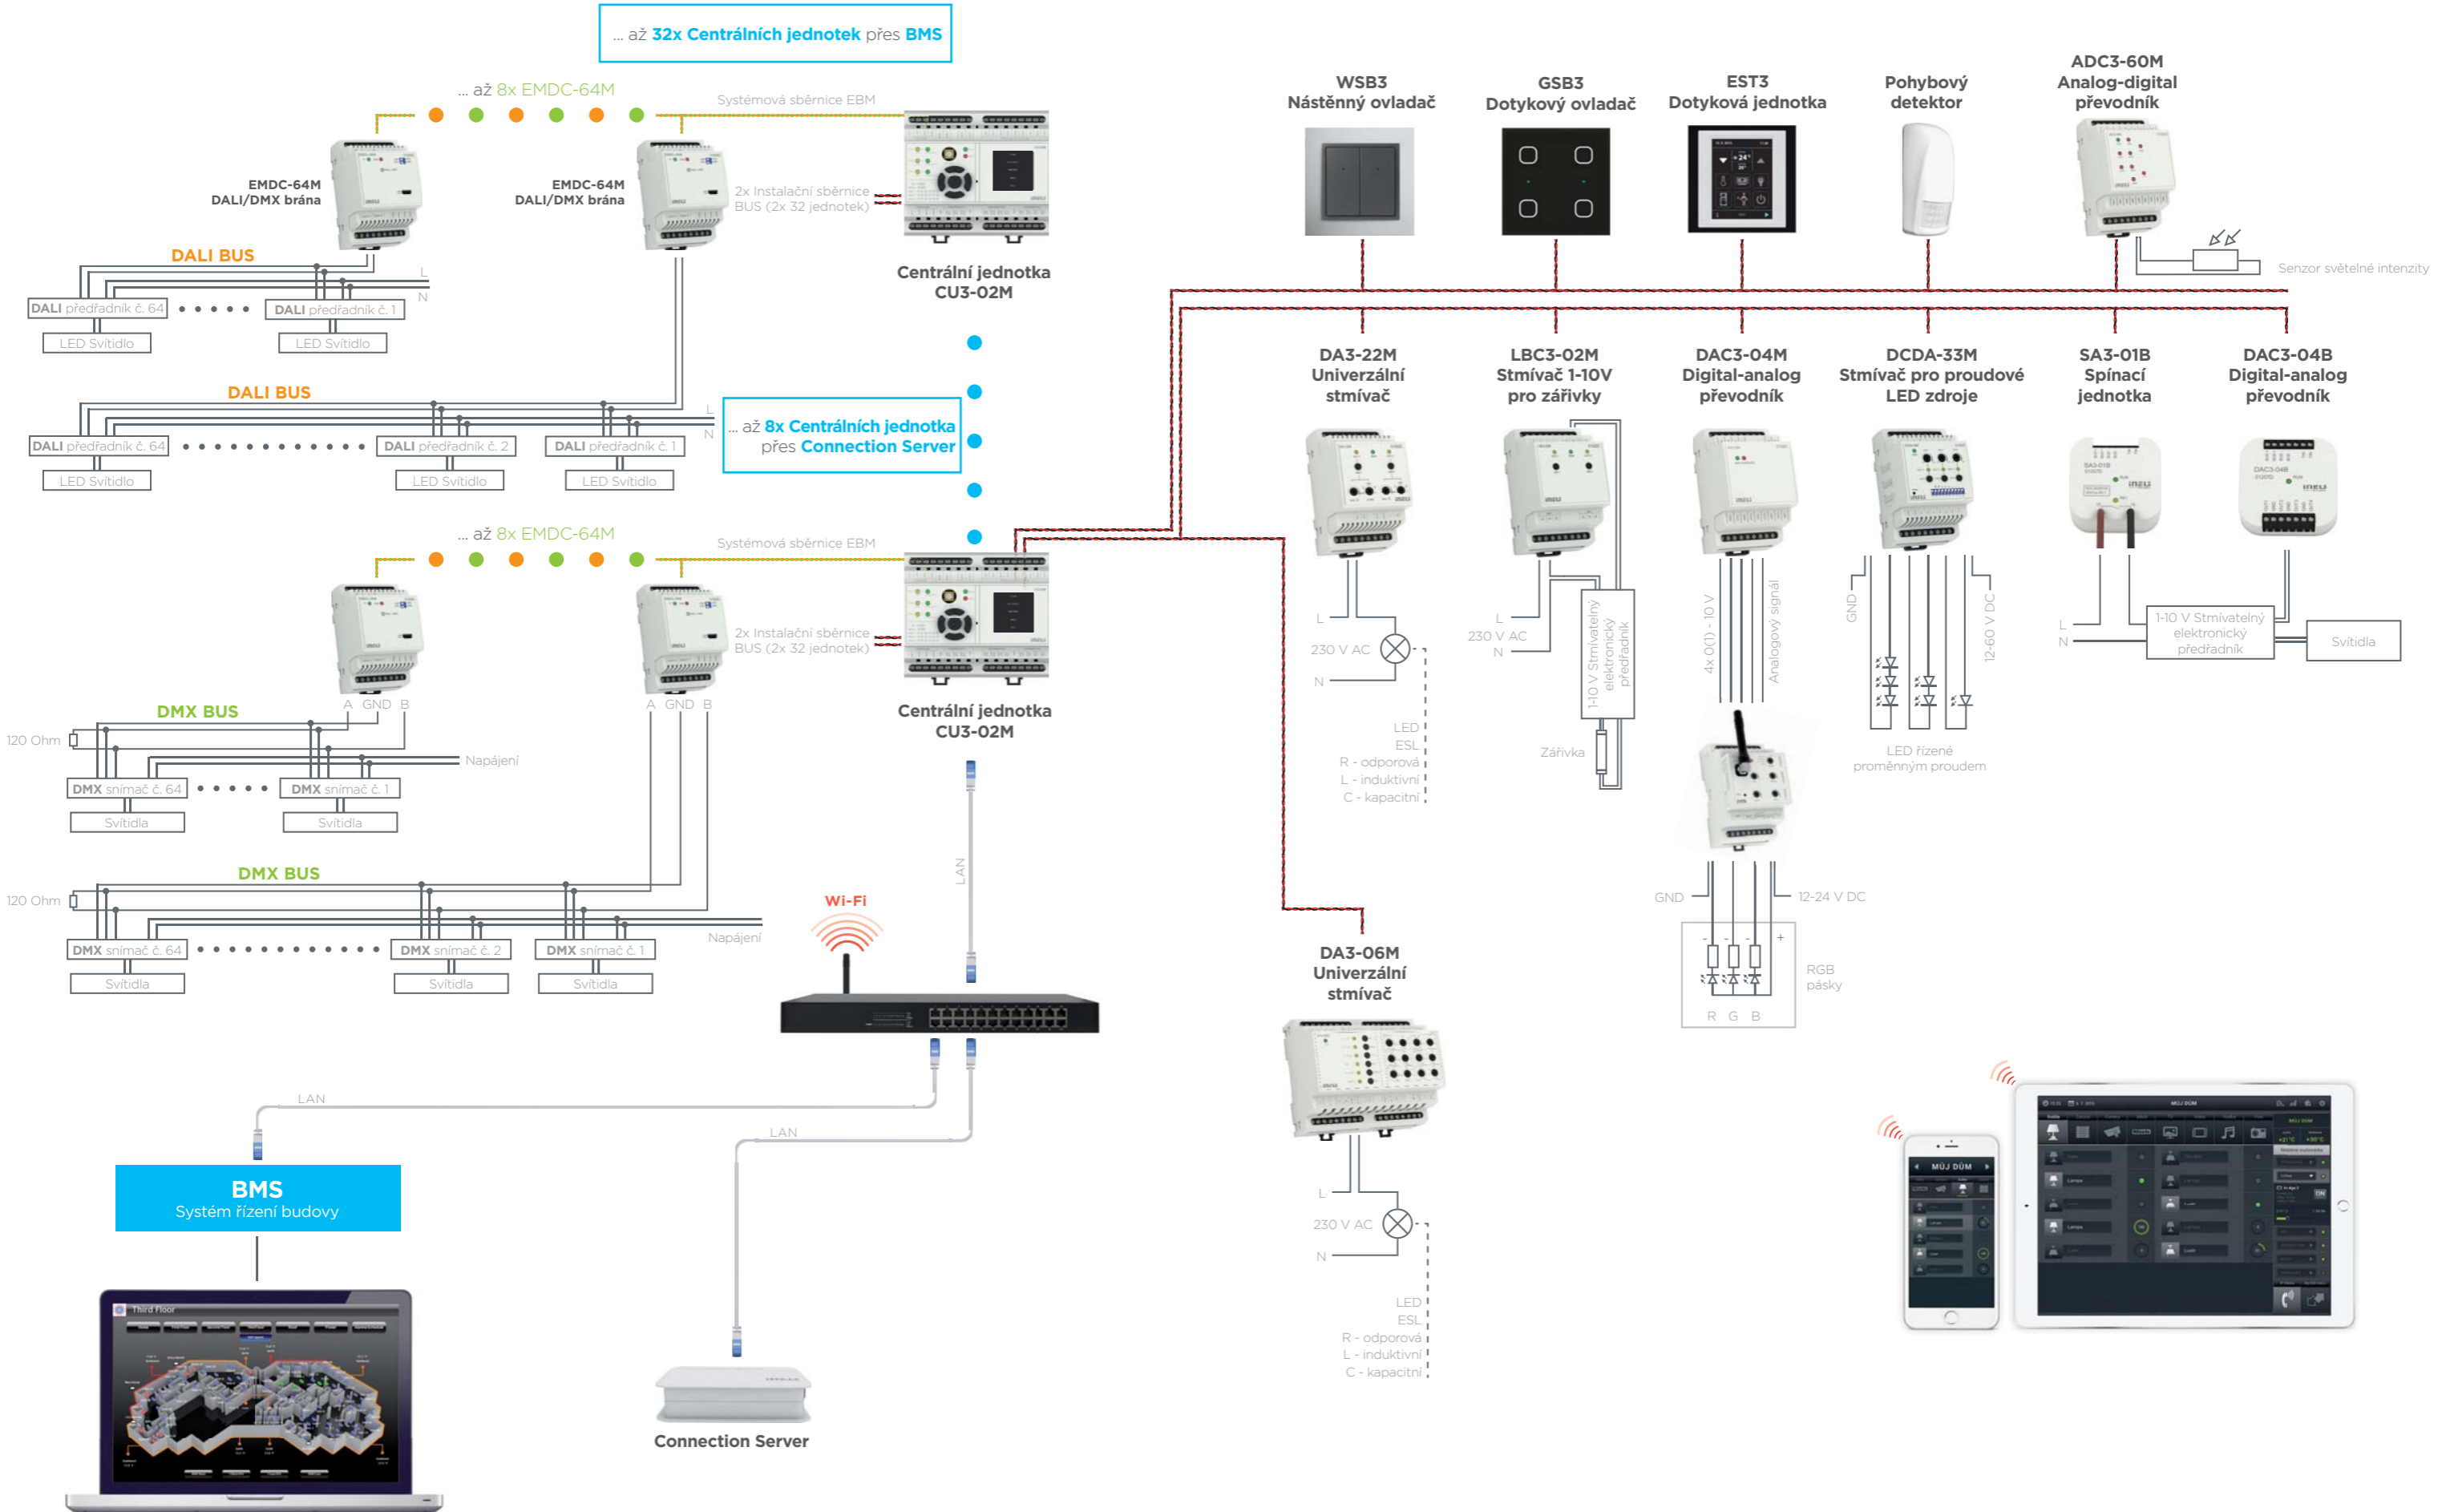 ... až 32x Centrálních jednotek přes BMS
... až 8x EMDC-64M
Systémová sběrnice EBM
EMDC-64M
DALI/DMX brána
EMDC-64M
DALI/DMX brána
2x Instalační sběrnice
BUS (2x 32 jednotek)
Centrální jednotka
CU3-02M
DALI BUS
L
N
DALI předřadník č. 64
DALI předřadník č. 1
LED Svítidlo
LED Svítidlo
DALI BUS
L
N
DALI předřadník č. 64
DALI předřadník č. 2
DALI předřadník č. 1
LED Svítidlo
LED Svítidlo
LED Svítidlo
... až 8x Centrálních jednotka
přes Connection Server
... až 8x EMDC-64M
Systémová sběrnice EBM
2x Instalační sběrnice
BUS (2x 32 jednotek)
Centrální jednotka
CU3-02M
A GND B
A GND B
DMX BUS
120 Ohm
Napájení
DMX snímač č. 64
DMX snímač č. 1
Svítidla
Svítidla
DMX BUS
120 Ohm
Napájení
DMX snímač č. 64
DMX snímač č. 2
DMX snímač č. 1
Svítidla
Svítidla
Svítidla
Wi-Fi
LAN
LAN
LAN
BMS
Systém řízení budovy
Third Floor
Connection Server
WSB3
Nástěnný ovladač
GSB3
Dotykový ovladač
EST3
Dotyková jednotka
Pohybový
detektor
ADC3-60M
Analog-digital
převodník
Senzor světelné intenzity
DA3-22M
Univerzální
stmívač
LBC3-02M
Stmívač 1-10V
pro zářivky
DAC3-04M
Digital-analog
převodník
DCDA-33M
Stmívač pro proudové
LED zdroje
SA3-01B
Spínací
jednotka
DAC3-04B
Digital-analog
převodník
SA3-01B
DAC3-04B
L
230 V AC
N
LED
ESL
R - odporová
L - induktivní
C - kapacitní
L
230 V AC
N
1-10 V Stmívatelný
elektronický
předřadník
Zářivka
4x 0(1) - 10 V
Analogový signál
GND
12-60 V DC
LED řízené
proměnným proudem
L
N
1-10 V Stmívatelný
elektronický
předřadník
Svítidla
GND
12-24 V DC
- - - +
R G B
RGB
pásky
DA3-06M
Univerzální
stmívač
L
230 V AC
N
LED
ESL
R - odporová
L - induktivní
C - kapacitní
MŮJ DŮM
MŮJ DŮM